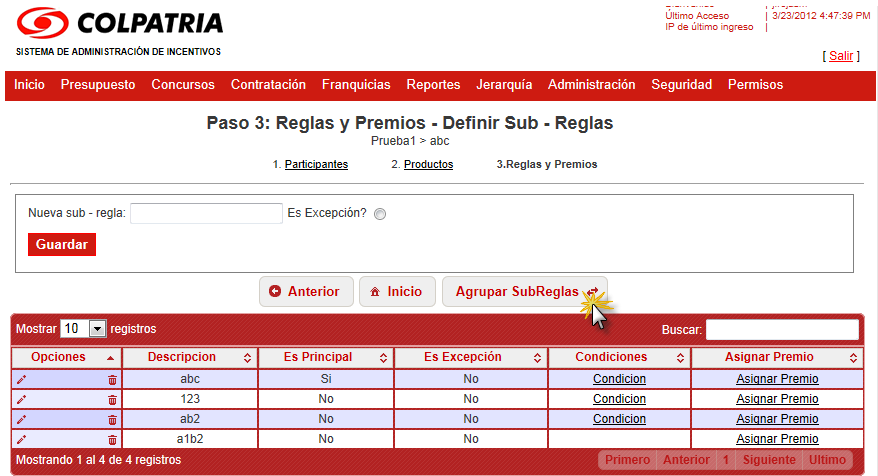 COLPATRIA
SISTEMA DE ADMINISTRACIÓN DE INCENTIVOS
Último Acceso | 3/23/2012 4:47:39 PM
IP de último ingreso |
[ Salir ]
Inicio Presupuesto Concursos Contratación Franquicias Reportes Jerarquía Administración Seguridad Permisos
Paso 3: Reglas y Premios - Definir Sub - Reglas
Prueba1 > abc
1. Participantes 2. Productos 3.Reglas y Premios
Nueva sub - regla: Es Excepción?
Guardar
Anterior Inicio Agrupar SubReglas
Mostrar 10 registros Buscar:
Opciones Descripcion Es Principal Es Excepción Condiciones Asignar Premio
abc Si No Condicion Asignar Premio
123 No No Condicion Asignar Premio
ab2 No No Condicion Asignar Premio
a1b2 No No Asignar Premio
Mostrando 1 al 4 de 4 registros Primero Anterior 1 Siguiente Ultimo